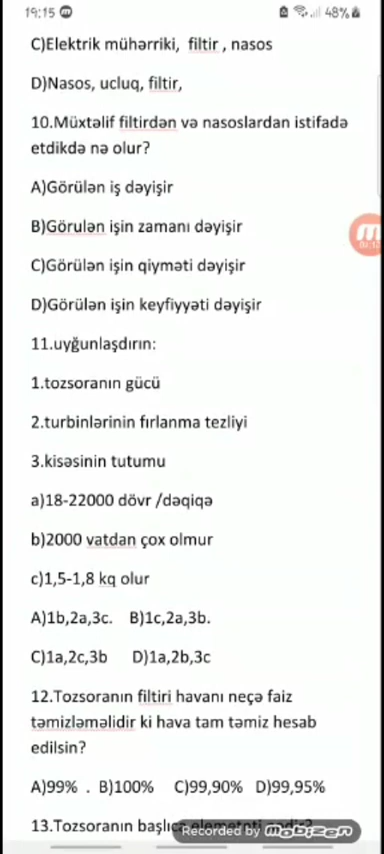 19:15 48%
C)Elektrik mühərriki, filtir , nasos
D)Nasos, ucluq, filtir,
10.Müxtəlif filtirdən və nasoslardan istifadə
etdikdə nə olur?
A)Görülən iş dəyişir
B)Görulən işin zamanı dəyişir
C)Görülən işin qiyməti dəyişir
D)Görülən işin keyfiyyəti dəyişir
11.uyğunlaşdırın:
1.tozsoranın gücü
2.turbinlərinin fırlanma tezliyi
3.kisəsinin tutumu
a)18-22000 dövr /dəqiqə
b)2000 vatdan çox olmur
c)1,5-1,8 kq olur
A)1b,2a,3c. B)1c,2a,3b.
C)1a,2c,3b D)1a,2b,3c
12.Tozsoranın filtiri havanı neçə faiz
təmizləməlidir ki hava tam təmiz hesab
edilsin?
A)99% . B)100% C)99,90% D)99,95%
13.Tozsoranın başlıca
Recorded by mobizen